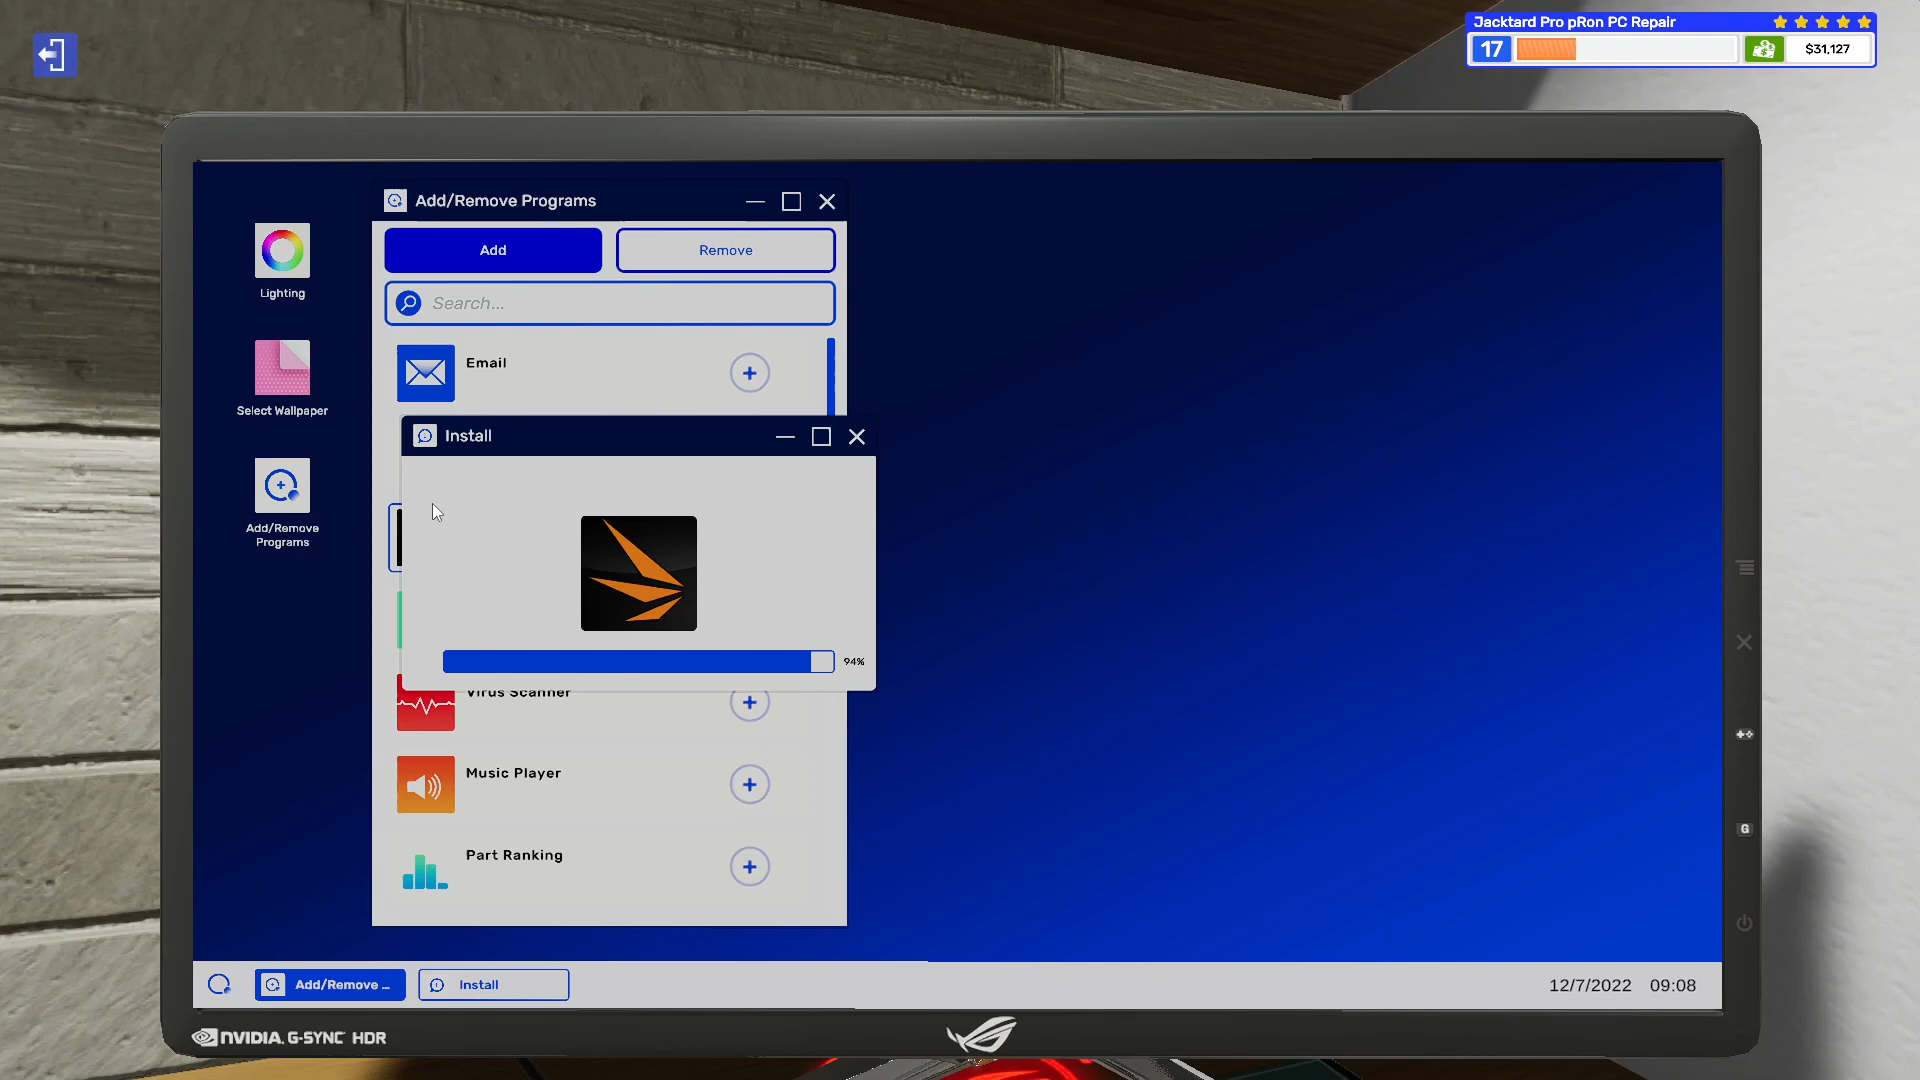 Jacktard Pro pRon PC Repair
17
$31,127
Add/Remove Programs
Add
Remove
Search...
Email
Install
94%
Virus Scanner
Music Player
Part Ranking
Lighting
Select Wallpaper
Add/Remove
Programs
Add/Remove ...
Install
12/7/2022 09:08
G
NVIDIA. G-SYNC HDR